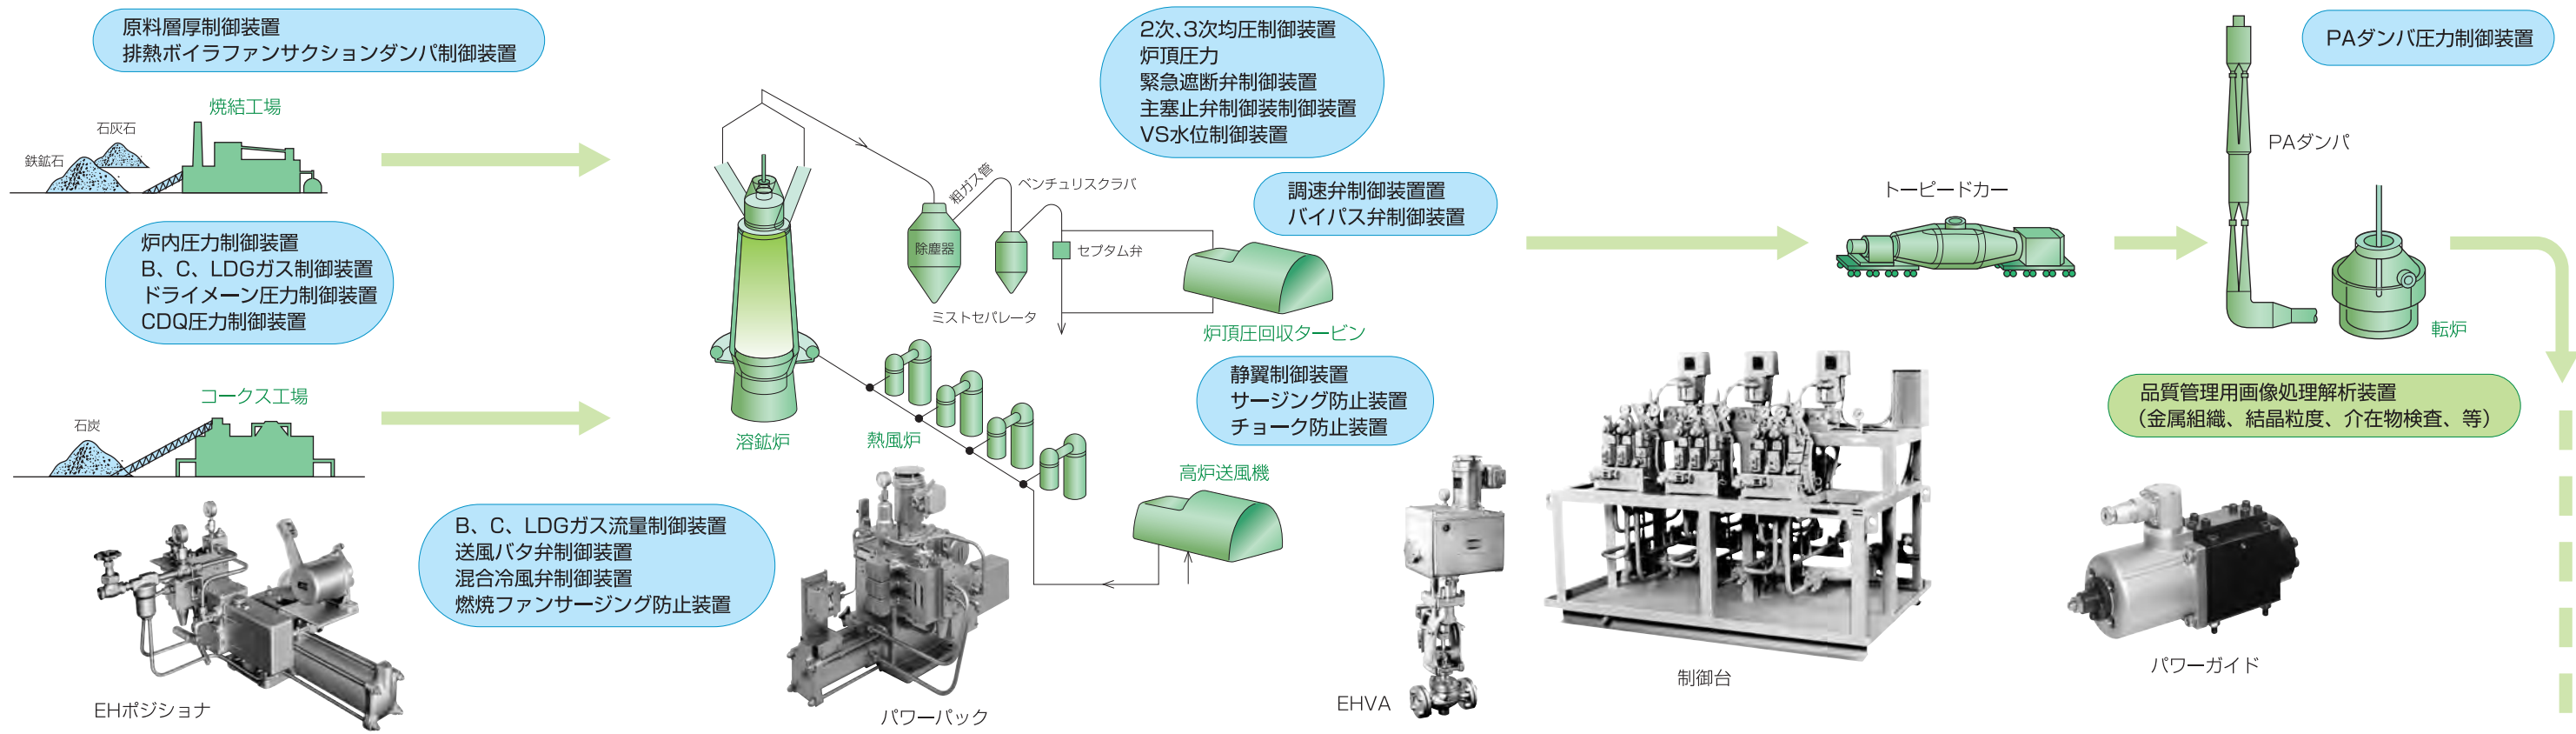 原料層厚制御装置
排熱ボイラファンサクションダンパ制御装置
焼結工場
石灰石
鉄鉱石
炉内圧力制御装置
B、C、LDGガス制御装置
ドライメーン圧力制御装置
CDQ圧力制御装置
コークス工場
石炭
EHポジショナ
B、C、LDGガス流量制御装置
送風バタ弁制御装置
混合冷風弁制御装置
燃焼ファンサージング防止装置
溶鉱炉
熱風炉
除塵器
粗ガス管
ベンチュリスクラバ
セプタム弁
ミストセパレータ
2次、3次均圧制御装置
炉頂圧力
緊急遮断弁制御装置
主塞止弁制御装制御装置
VS水位制御装置
調速弁制御装置置
バイパス弁制御装置
炉頂圧回収タービン
静翼制御装置
サージング防止装置
チョーク防止装置
高炉送風機
パワーパック
EHVA
制御台
トーピードカー
PAダンパ圧力制御装置
PAダンパ
転炉
品質管理用画像処理解析装置
（金属組織、結晶粒度、介在物検査、等）
パワーガイド